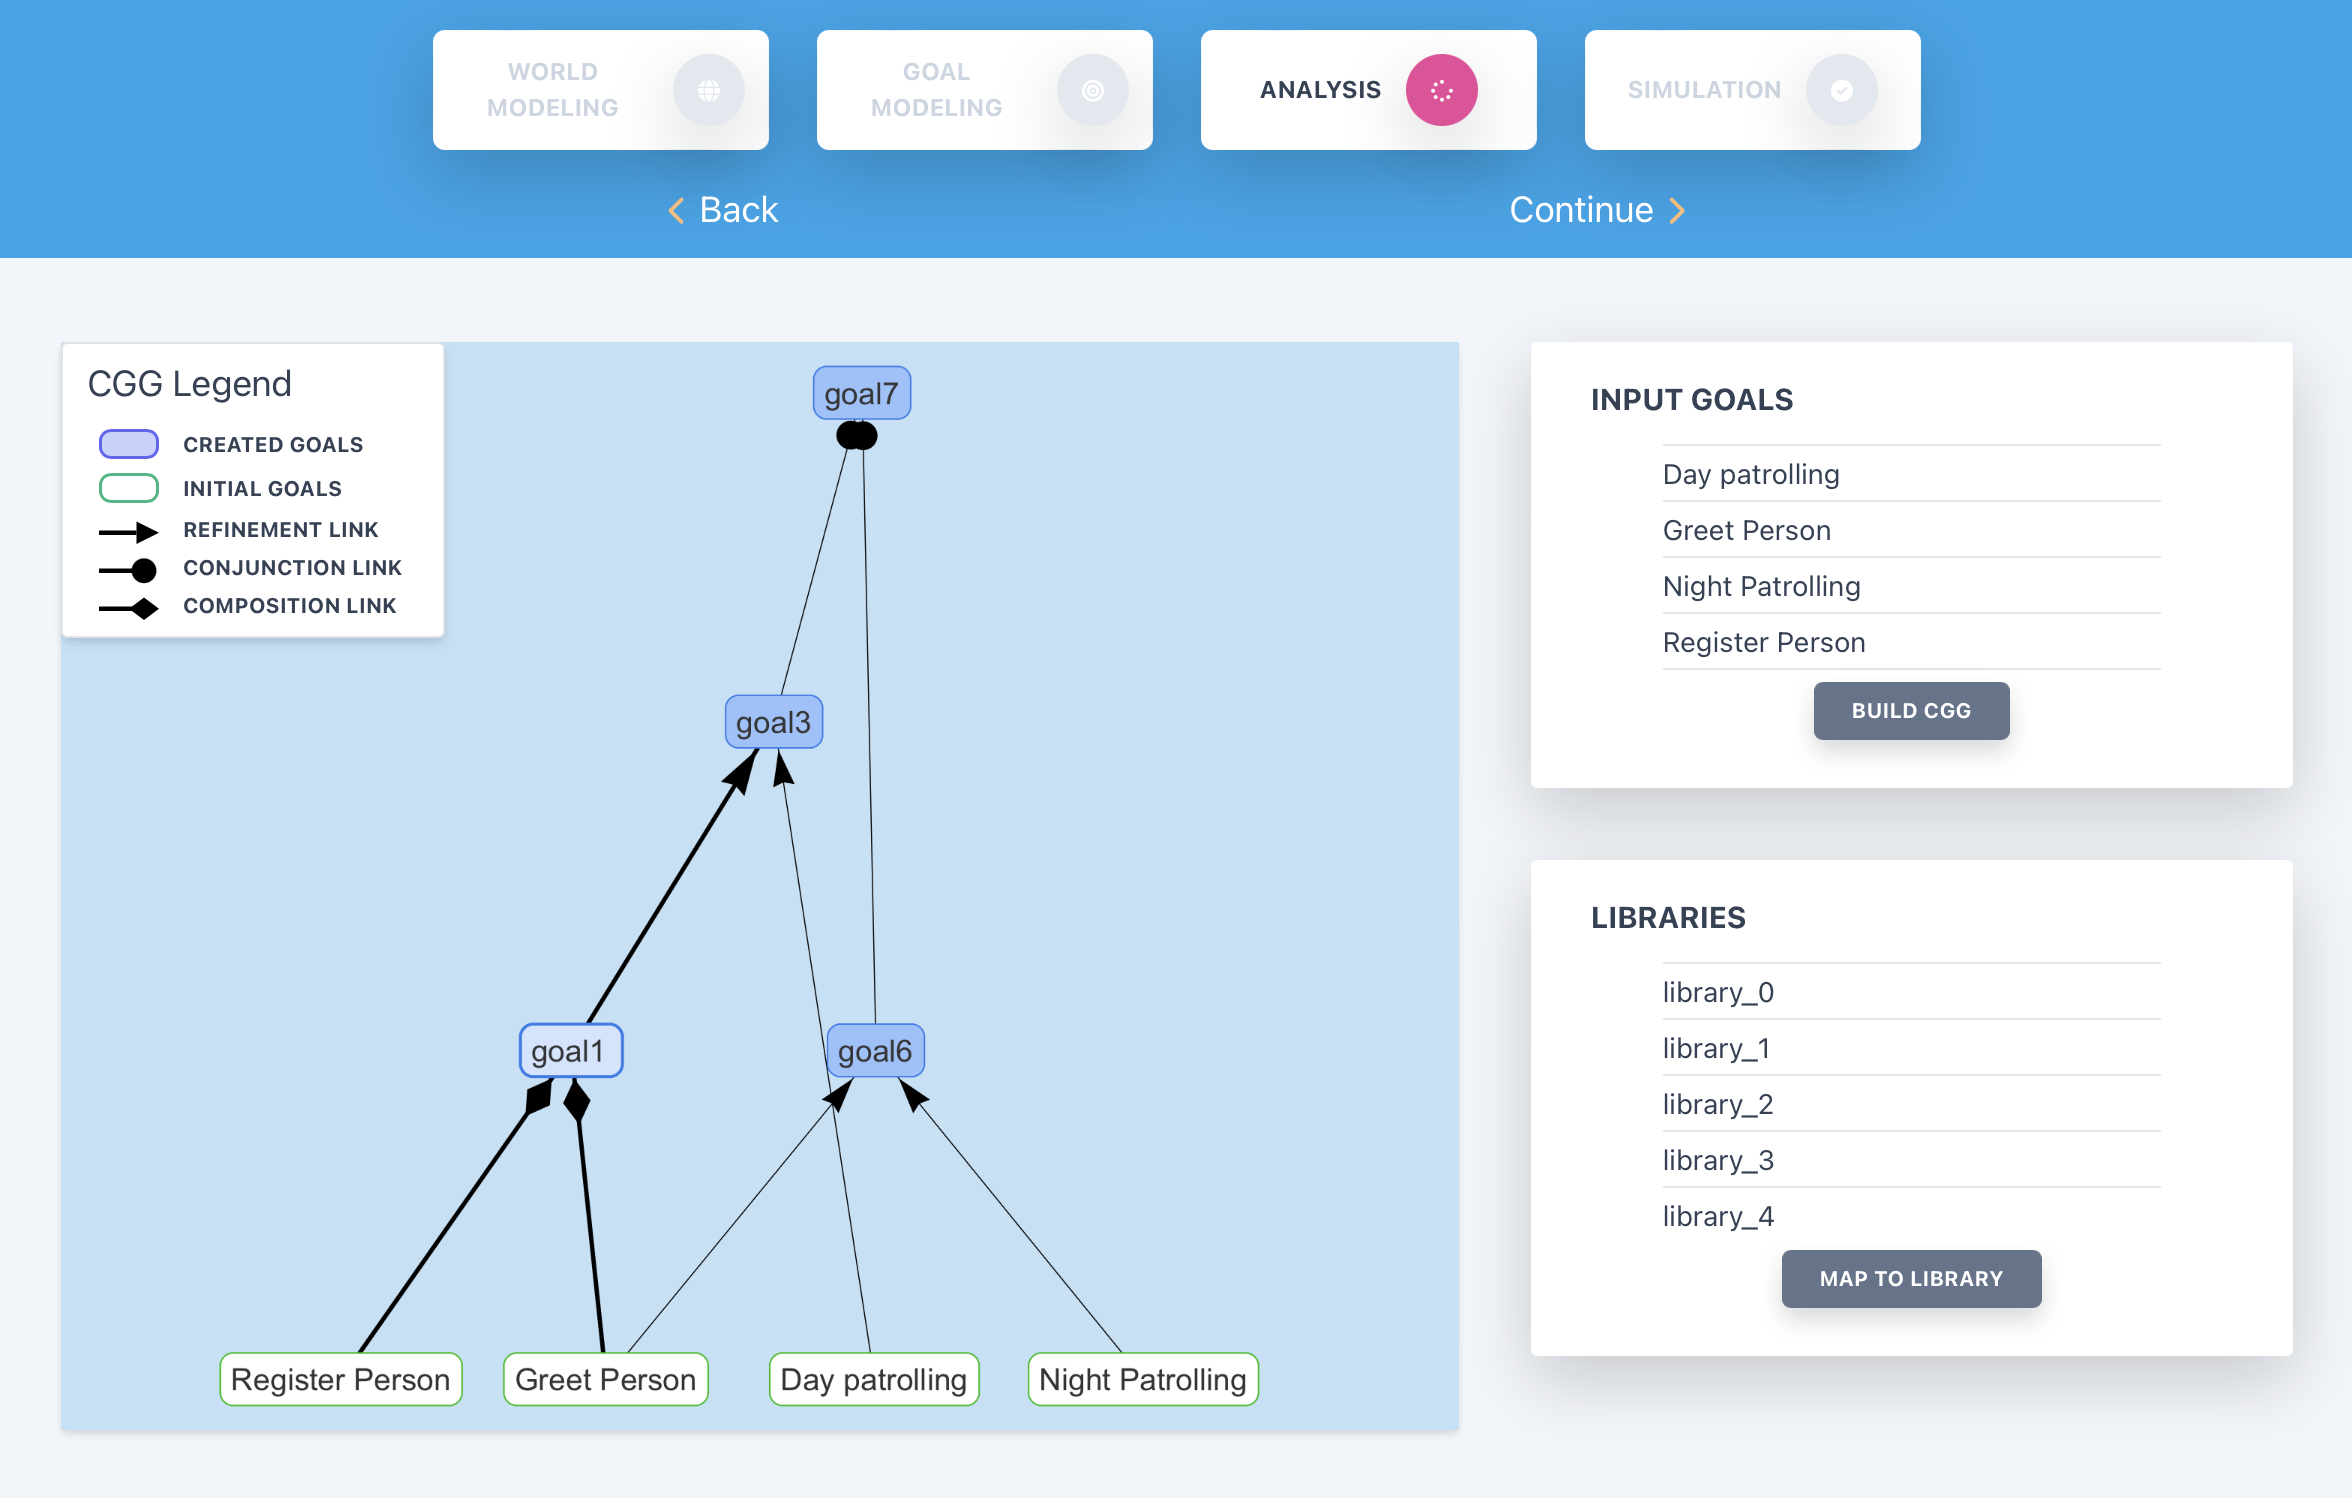 WORLD
MODELING
GOAL
MODELING
ANALYSIS
SIMULATION
Back
Continue
CGG Legend
CREATED GOALS
INITIAL GOALS
REFINEMENT LINK
CONJUNCTION LINK
COMPOSITION LINK
goal7
goal3
goal1
goal6
Register Person
Greet Person
Day patrolling
Night Patrolling
INPUT GOALS
Day patrolling
Greet Person
Night Patrolling
Register Person
BUILD CGG
LIBRARIES
library_0
library_1
library_2
library_3
library_4
MAP TO LIBRARY